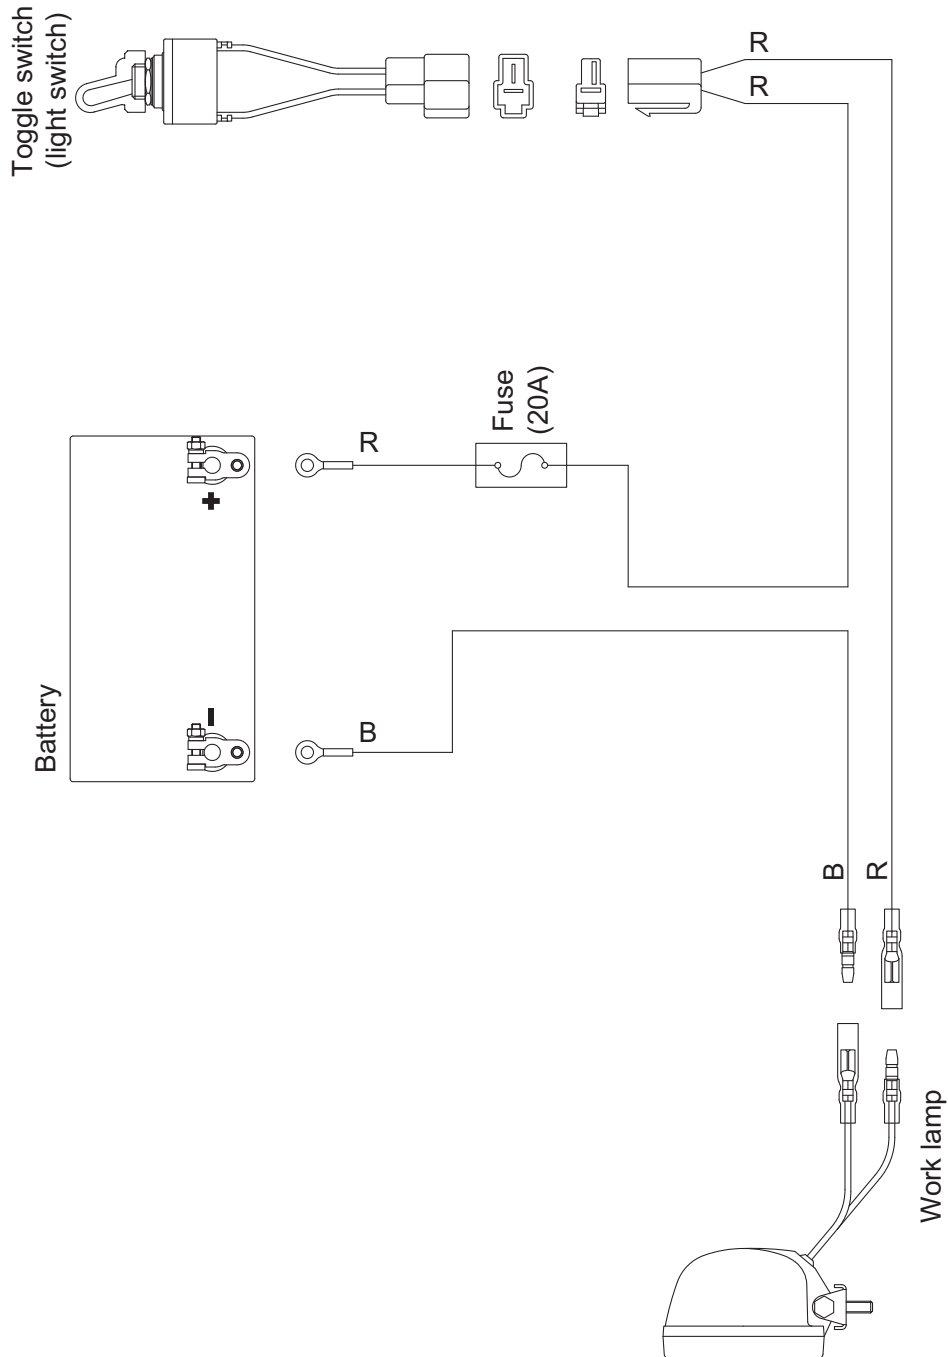 Toggle switch
(light switch)
R
R
Battery
+
R
Fuse
(20A)
-
B
B
R
Work lamp